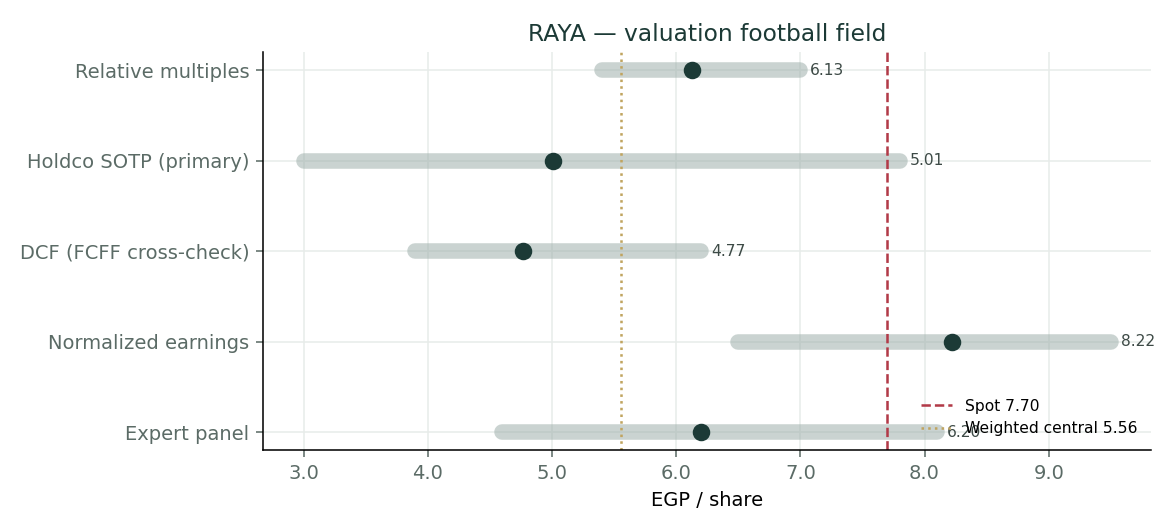 RAYA — valuation football field
Relative multiples
6.13
Holdco SOTP (primary)
5.01
DCF (FCFF cross-check)
4.77
Normalized earnings
8.22
Spot 7.70
Weighted central 5.56
Expert panel
6.20
3.0 4.0 5.0 6.0 7.0 8.0 9.0
EGP / share